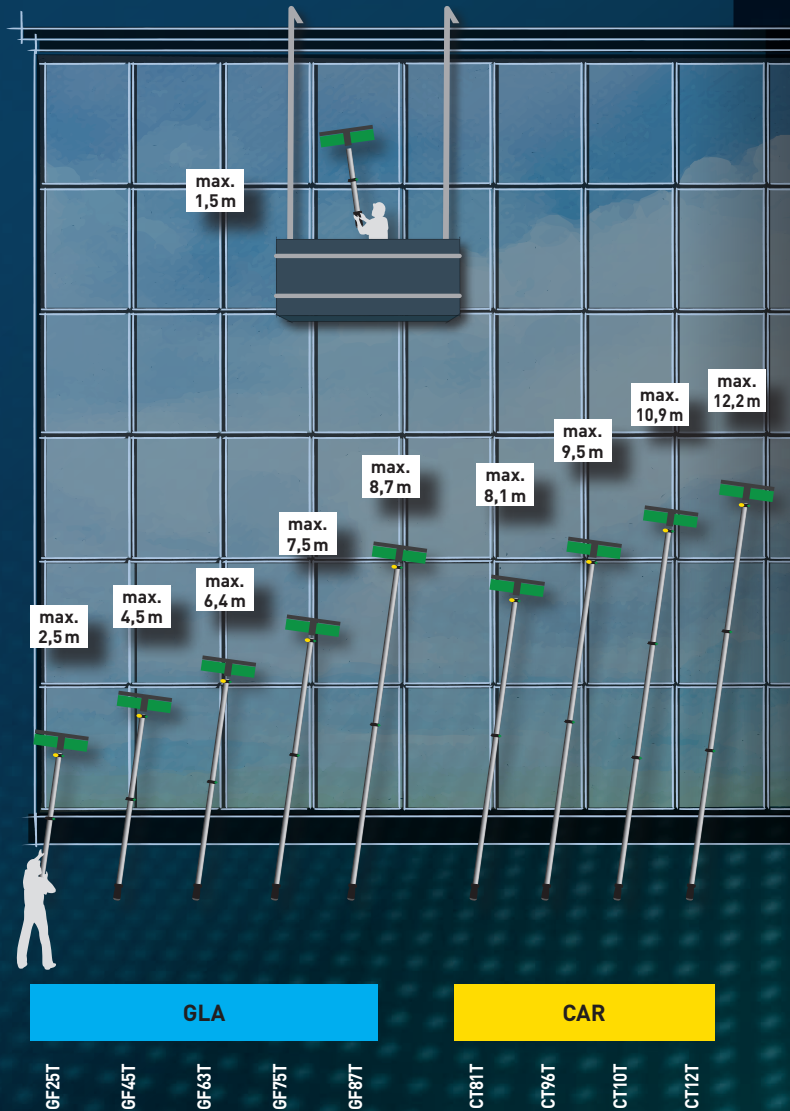 max.
1,5 m
max.
12,2 m
max.
10,9 m
max.
9,5 m
max.
8,7 m
max.
8,1 m
max.
7,5 m
max.
6,4 m
max.
4,5 m
max.
2,5 m
GLA
CAR
GF25T
GF45T
GF63T
GF75T
GF87T
CT81T
CT96T
CT10T
CT12T